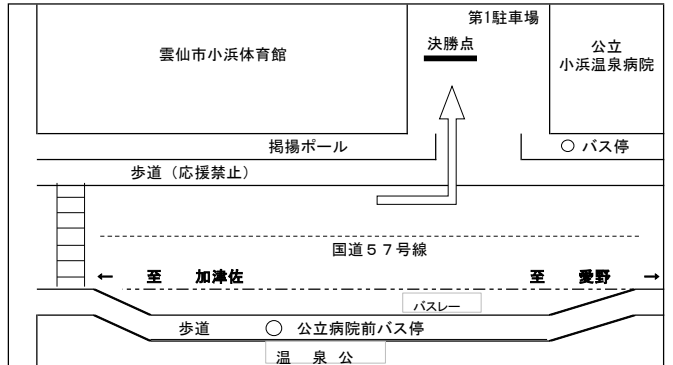 第1駐車場
雲仙市小浜体育館
決勝点
公立
小浜温泉病院
掲揚ポール
○ バス停
歩道（応援禁止）
国道５７号線
← 至 加津佐
至 愛野 →
バスレー
歩道 ○ 公立病院前バス停
温 泉 公